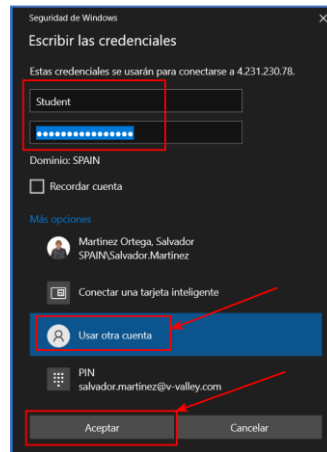 Seguridad de Windows
Escribir las credenciales
Estas credenciales se usarán para conectarse a 4.231.230.78.
Student
••••••••••••••••
Dominio: SPAIN
Recordar cuenta
Más opciones
Martinez Ortega, Salvador
SPAIN\Salvador.Martinez
Conectar una tarjeta inteligente
Usar otra cuenta
PIN
salvador.martinez@v-valley.com
Aceptar
Cancelar